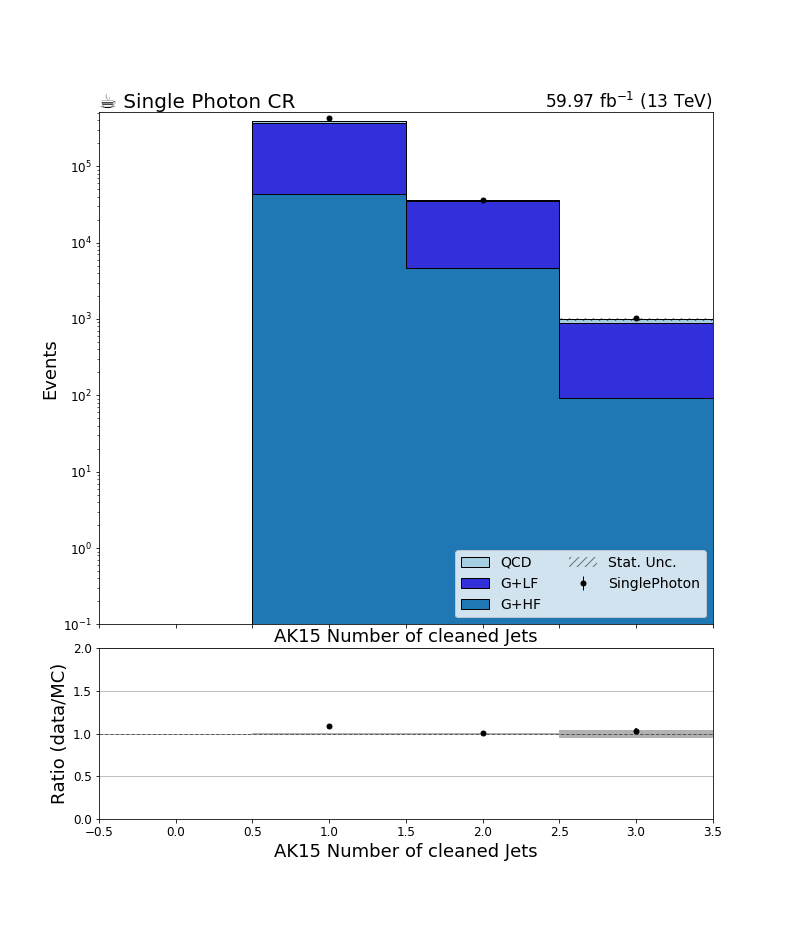 ☕ Single Photon CR
59.97 fb⁻¹ (13 TeV)
Events
10⁵
10⁴
10³
10²
10¹
10⁰
10⁻¹
QCD
G+LF
G+HF
Stat. Unc.
SinglePhoton
AK15 Number of cleaned Jets
Ratio (data/MC)
2.0
1.5
1.0
0.5
0.0
−0.5 0.0 0.5 1.0 1.5 2.0 2.5 3.0 3.5
AK15 Number of cleaned Jets